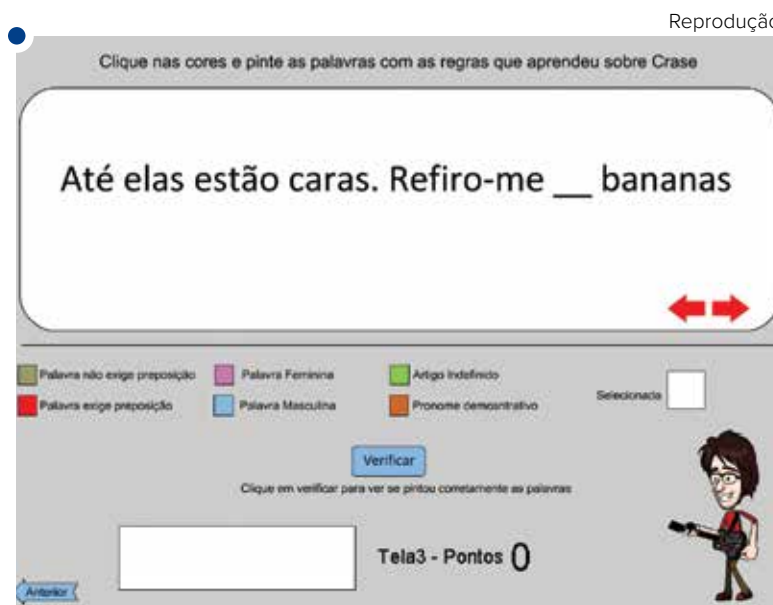 Reprodução
Clique nas cores e pinte as palavras com as regras que aprendeu sobre Crase
Até elas estão caras. Refiro-me __ bananas
Palavra não exige preposição
Palavra Feminina
Artigo Indefinido
Palavra exige preposição
Palavra Masculina
Pronome demosntrativo
Selecionada
Verificar
Clique em verificar para ver se pintou corretamente as palavras
Tela3 - Pontos 0
Anterior